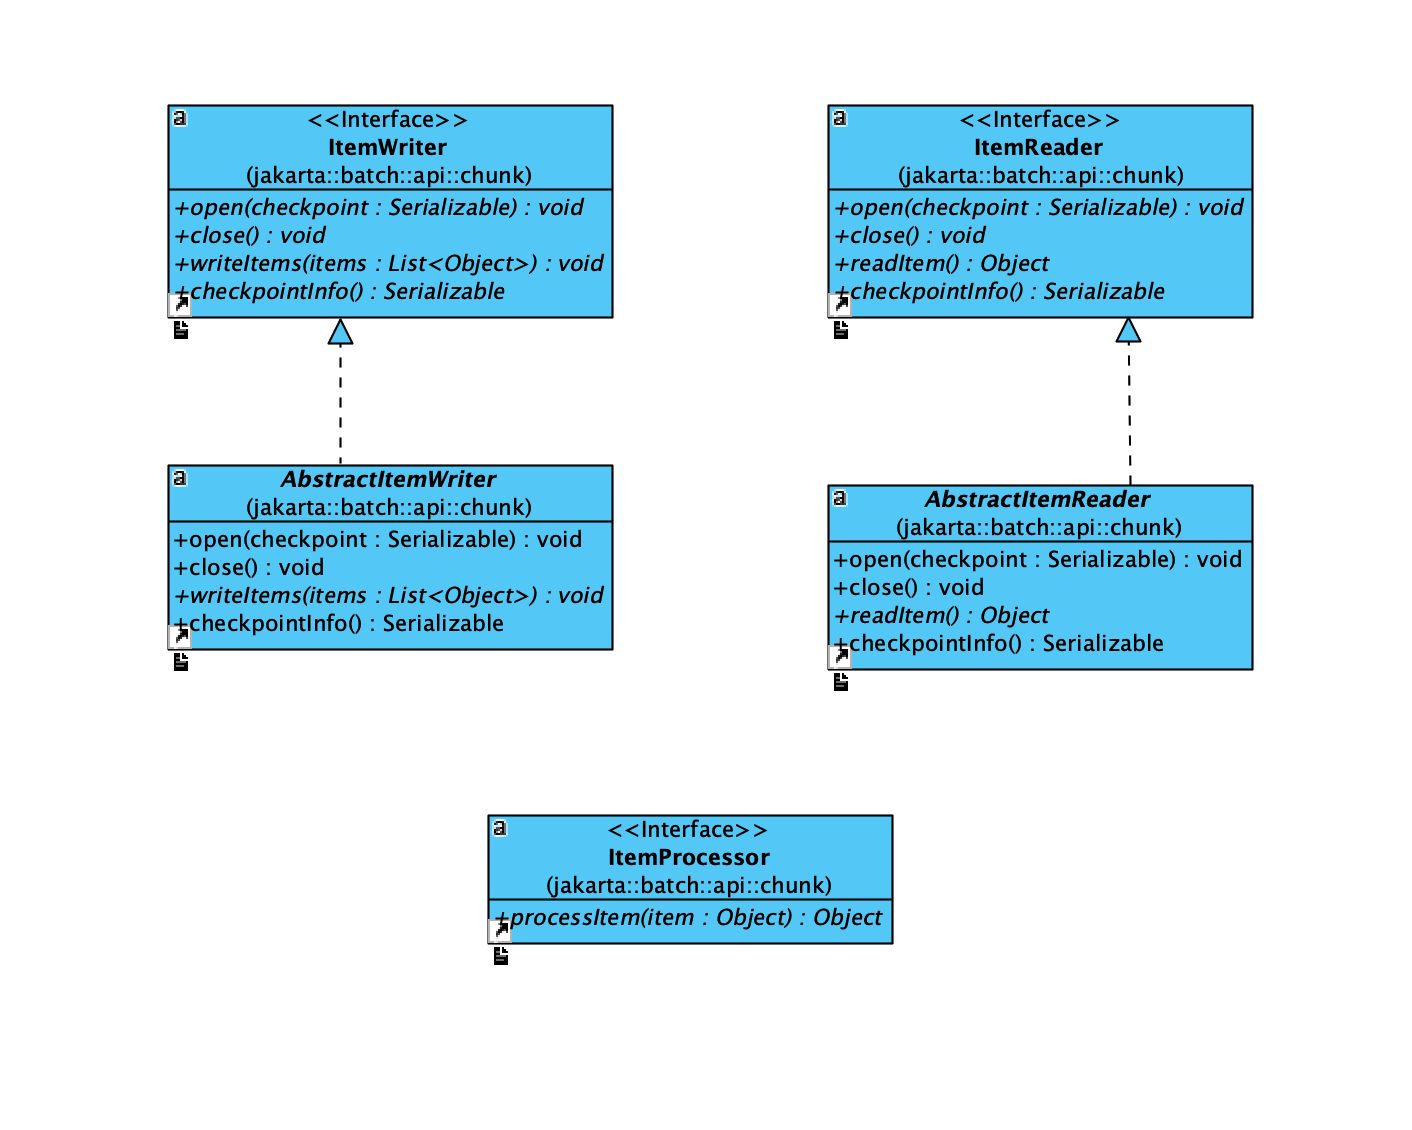 a
<<Interface>>
ItemWriter
(jakarta::batch::api::chunk)
+open(checkpoint : Serializable) : void
+close() : void
+writeItems(items : List<Object>) : void
+checkpointInfo() : Serializable
a
<<Interface>>
ItemReader
(jakarta::batch::api::chunk)
+open(checkpoint : Serializable) : void
+close() : void
+readItem() : Object
+checkpointInfo() : Serializable
a
AbstractItemWriter
(jakarta::batch::api::chunk)
+open(checkpoint : Serializable) : void
+close() : void
+writeItems(items : List<Object>) : void
+checkpointInfo() : Serializable
a
AbstractItemReader
(jakarta::batch::api::chunk)
+open(checkpoint : Serializable) : void
+close() : void
+readItem() : Object
+checkpointInfo() : Serializable
a
<<Interface>>
ItemProcessor
(jakarta::batch::api::chunk)
+processItem(item : Object) : Object